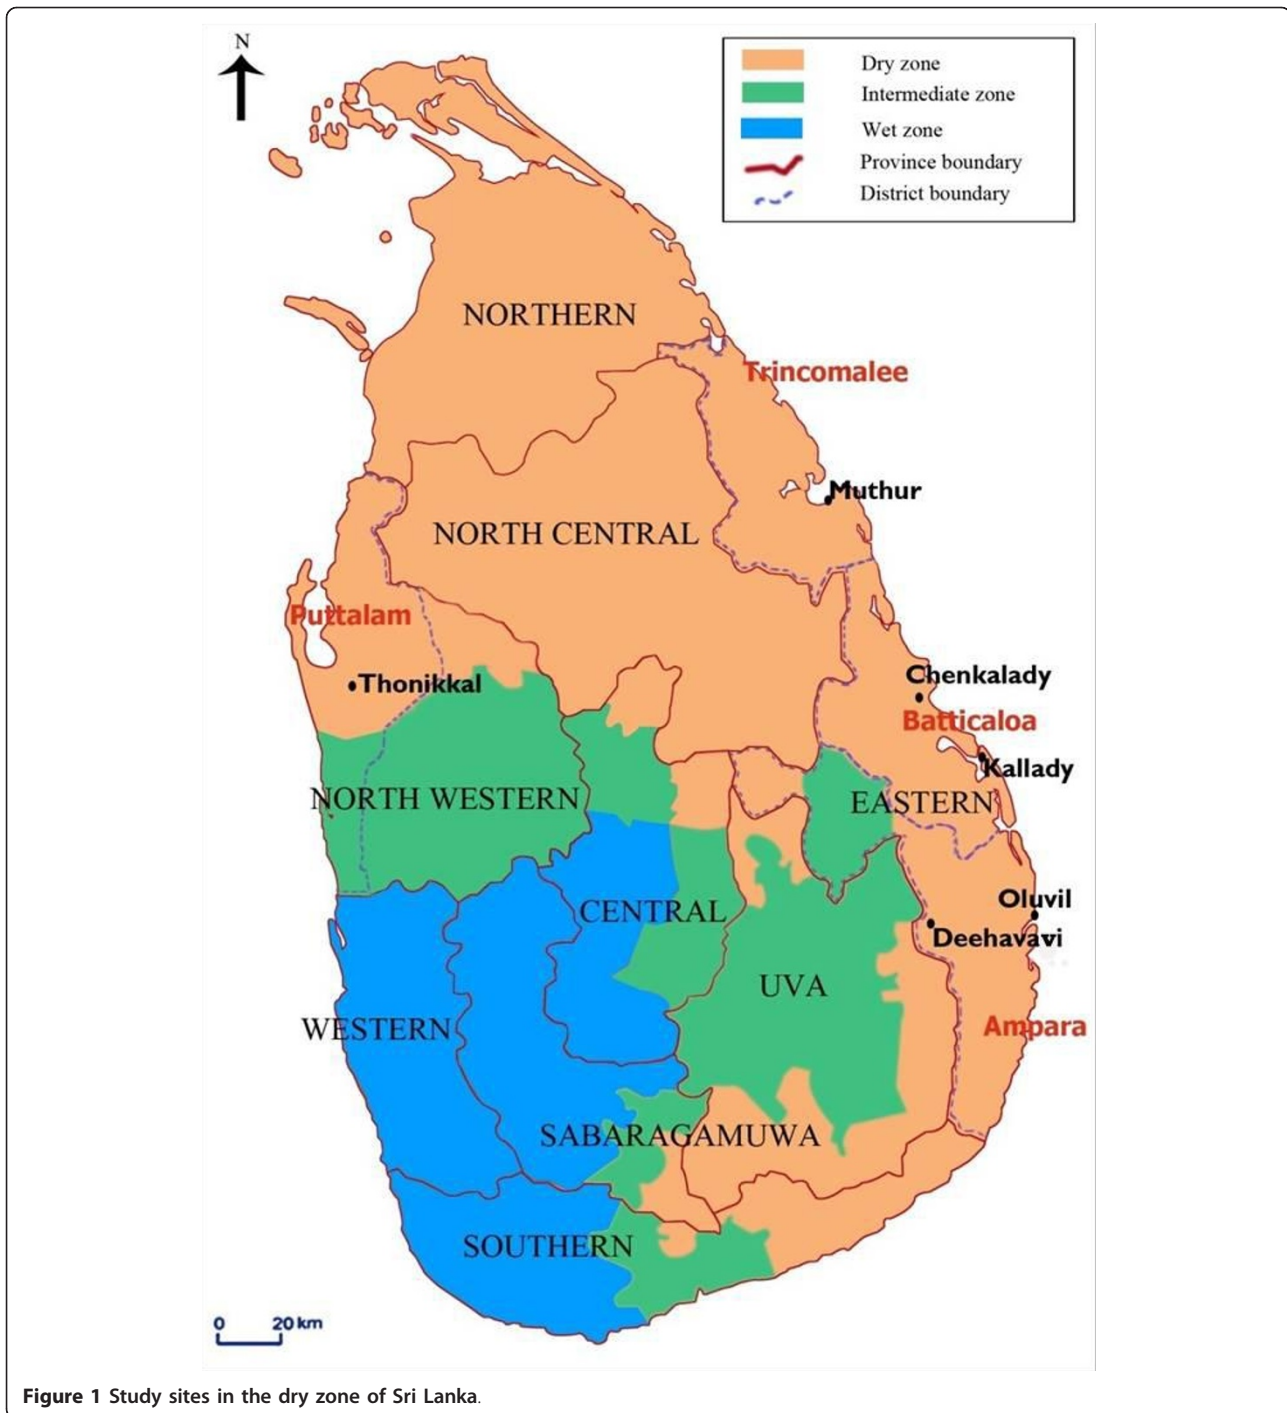 N
Dry zone
Intermediate zone
Wet zone
Province boundary
District boundary
NORTHERN
Trincomalee
Muthur
NORTH CENTRAL
Puttalam
Thonikkal
Chenkalady
Batticaloa
Kallady
NORTH WESTERN
EASTERN
Oluvil
CENTRAL
Deehavavi
UVA
WESTERN
Ampara
SABARAGAMUWA
SOUTHERN
0 20 km
Figure 1 Study sites in the dry zone of Sri Lanka.